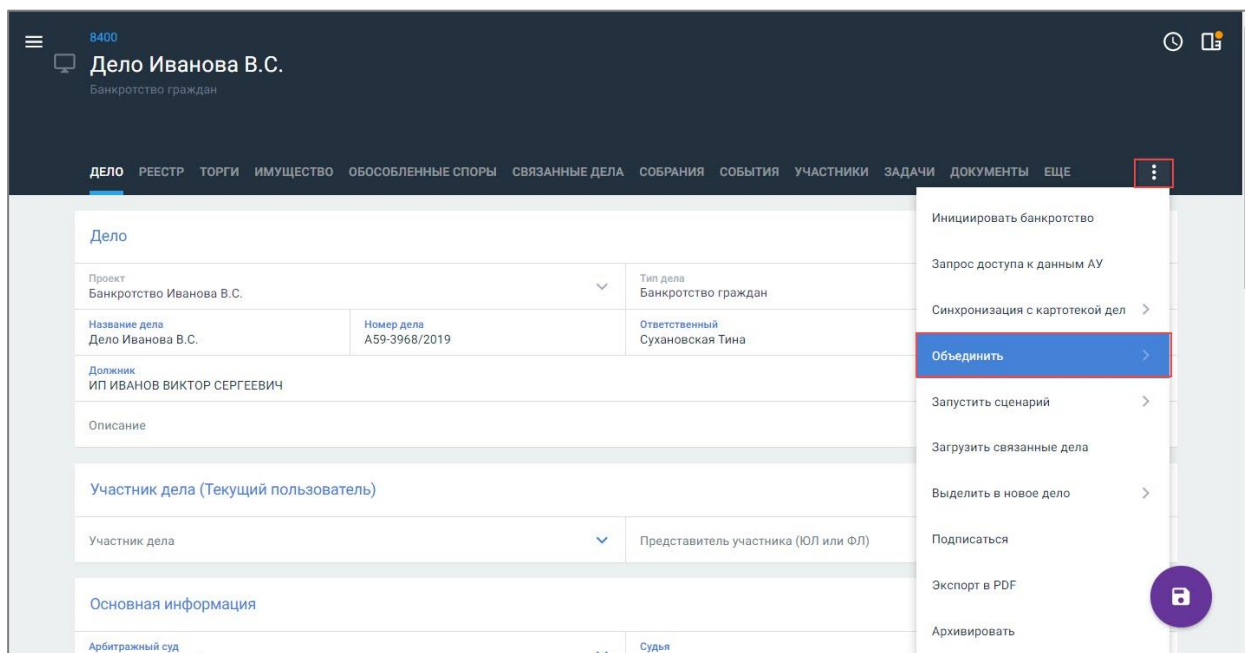 8400
Дело Иванова В.С.
Банкротство граждан
ДЕЛО РЕЕСТР ТОРГИ ИМУЩЕСТВО ОБОСОБЛЕННЫЕ СПОРЫ СВЯЗАННЫЕ ДЕЛА СОБРАНИЯ СОБЫТИЯ УЧАСТНИКИ ЗАДАЧИ ДОКУМЕНТЫ ЕЩЕ
Дело
Проект
Банкротство Иванова В.С.
Тип дела
Банкротство граждан
Название дела
Дело Иванова В.С.
Номер дела
А59-3968/2019
Ответственный
Сухановская Тина
Должник
ИП ИВАНОВ ВИКТОР СЕРГЕЕВИЧ
Описание
Участник дела (Текущий пользователь)
Участник дела
Представитель участника (ЮЛ или ФЛ)
Основная информация
Арбитражный суд
Судья
Инициировать банкротство
Запрос доступа к данным АУ
Синхронизация с картотекой дел
Объединить
Запустить сценарий
Загрузить связанные дела
Выделить в новое дело
Подписаться
Экспорт в PDF
Архивировать